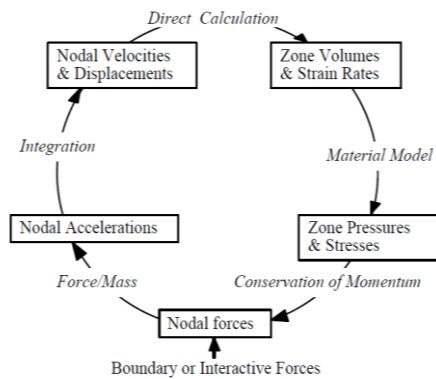 Direct Calculation
Nodal Velocities
& Displacements
Zone Volumes
& Strain Rates
Integration
Material Model
Nodal Accelerations
Zone Pressures
& Stresses
Force/Mass
Conservation of Momentum
Nodal forces
Boundary or Interactive Forces